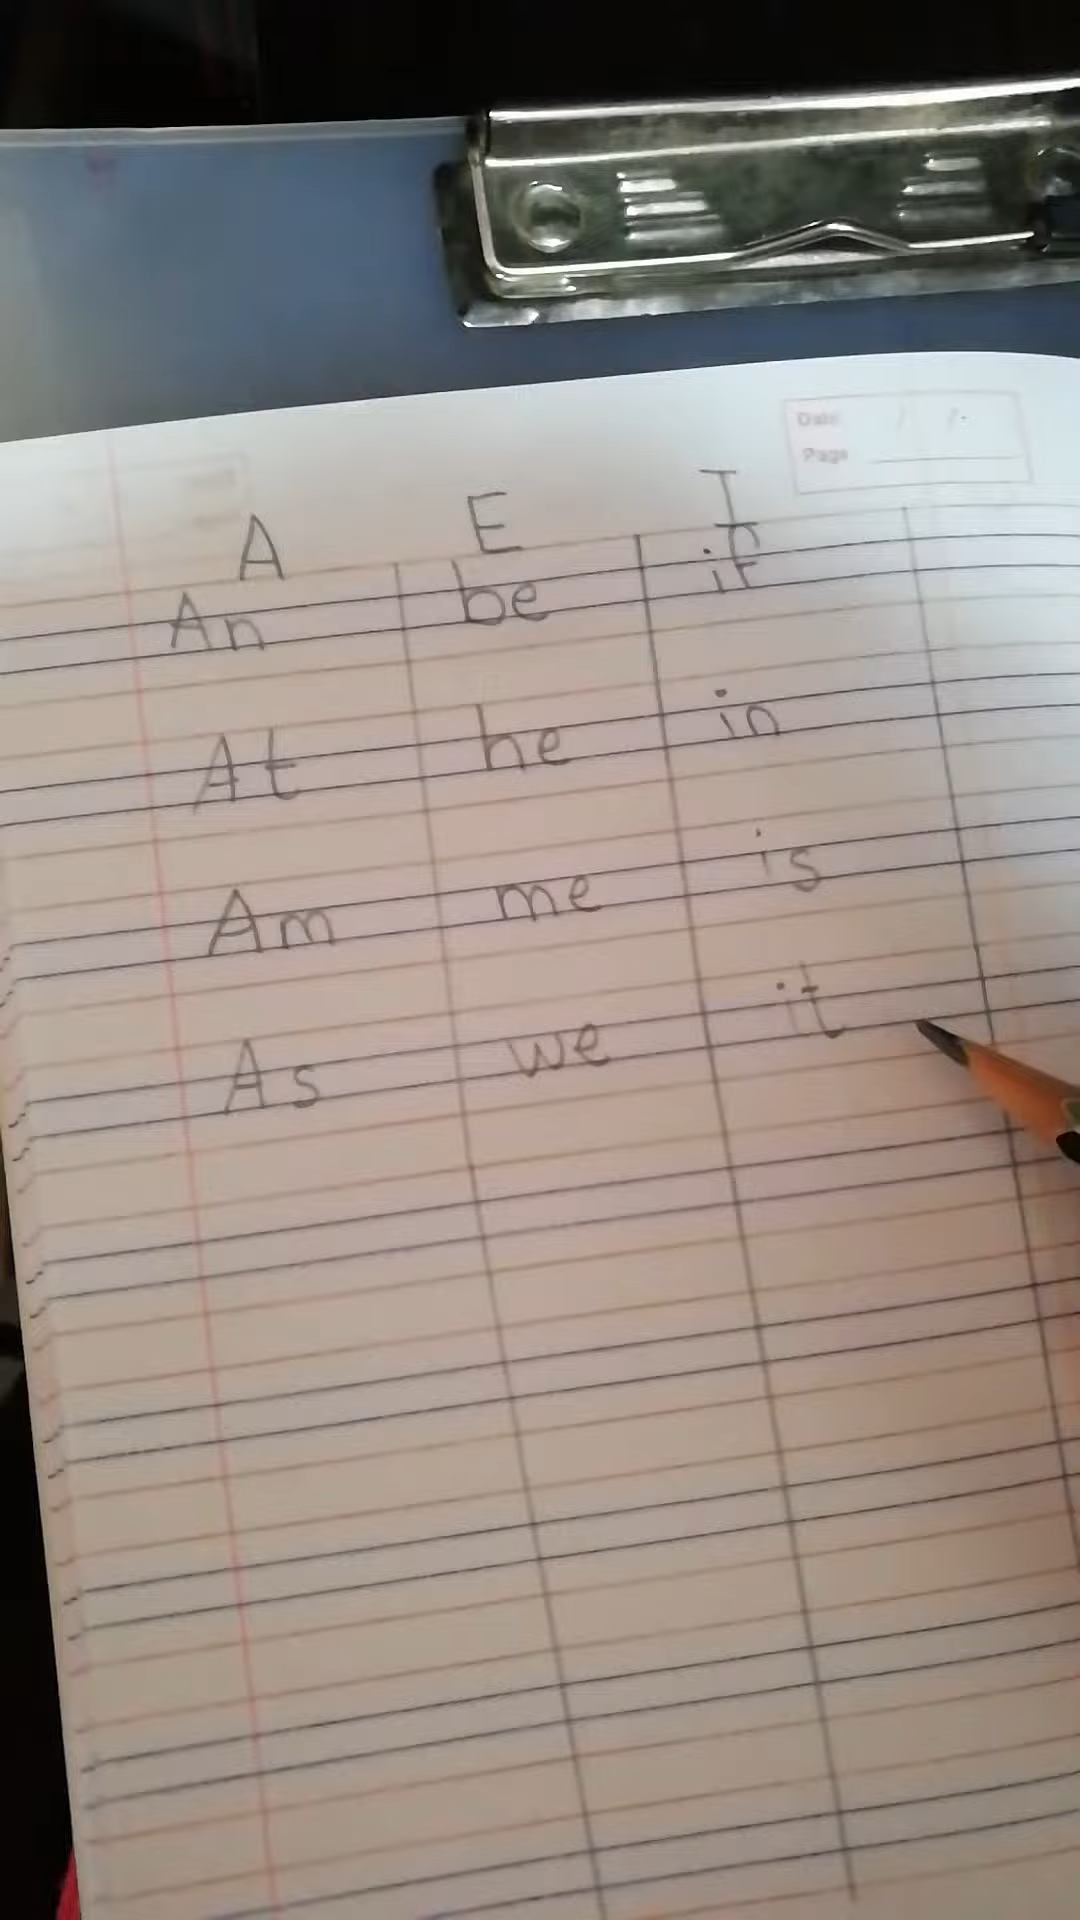 Date / /
Page
A E I
An be if
At he in
Am me is
As we it